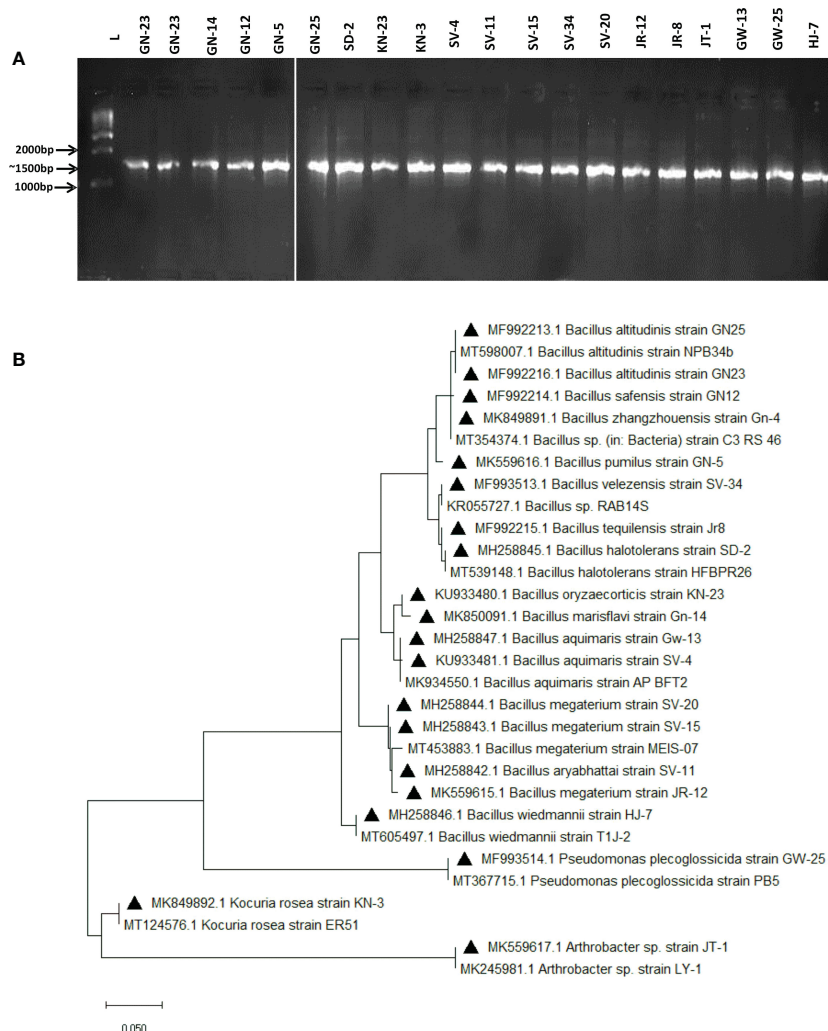 A
L
GN-23
GN-23
GN-14
GN-12
GN-5
GN-25
SD-2
KN-23
KN-3
SV-4
SV-11
SV-15
SV-34
SV-20
JR-12
JR-8
JT-1
GW-13
GW-25
HJ-7
2000bp
~1500bp
1000bp
B
MF992213.1 Bacillus altitudinis strain GN25
MT598007.1 Bacillus altitudinis strain NPB34b
MF992216.1 Bacillus altitudinis strain GN23
MF992214.1 Bacillus safensis strain GN12
MK849891.1 Bacillus zhangzhouensis strain Gn-4
MT354374.1 Bacillus sp. (in: Bacteria) strain C3 RS 46
MK559616.1 Bacillus pumilus strain GN-5
MF993513.1 Bacillus velezensis strain SV-34
KR055727.1 Bacillus sp. RAB14S
MF992215.1 Bacillus tequilensis strain Jr8
MH258845.1 Bacillus halotolerans strain SD-2
MT539148.1 Bacillus halotolerans strain HFBPR26
KU933480.1 Bacillus oryzaecorticis strain KN-23
MK850091.1 Bacillus marisflavi strain Gn-14
MH258847.1 Bacillus aquimaris strain Gw-13
KU933481.1 Bacillus aquimaris strain SV-4
MK934550.1 Bacillus aquimaris strain AP BFT2
MH258844.1 Bacillus megaterium strain SV-20
MH258843.1 Bacillus megaterium strain SV-15
MT453883.1 Bacillus megaterium strain MEIS-07
MH258842.1 Bacillus aryabhattai strain SV-11
MK559615.1 Bacillus megaterium strain JR-12
MH258846.1 Bacillus wiedmannii strain HJ-7
MT605497.1 Bacillus wiedmannii strain T1J-2
MF993514.1 Pseudomonas plecoglossicida strain GW-25
MT367715.1 Pseudomonas plecoglossicida strain PB5
MK849892.1 Kocuria rosea strain KN-3
MT124576.1 Kocuria rosea strain ER51
MK559617.1 Arthrobacter sp. strain JT-1
MK245981.1 Arthrobacter sp. strain LY-1
0.050